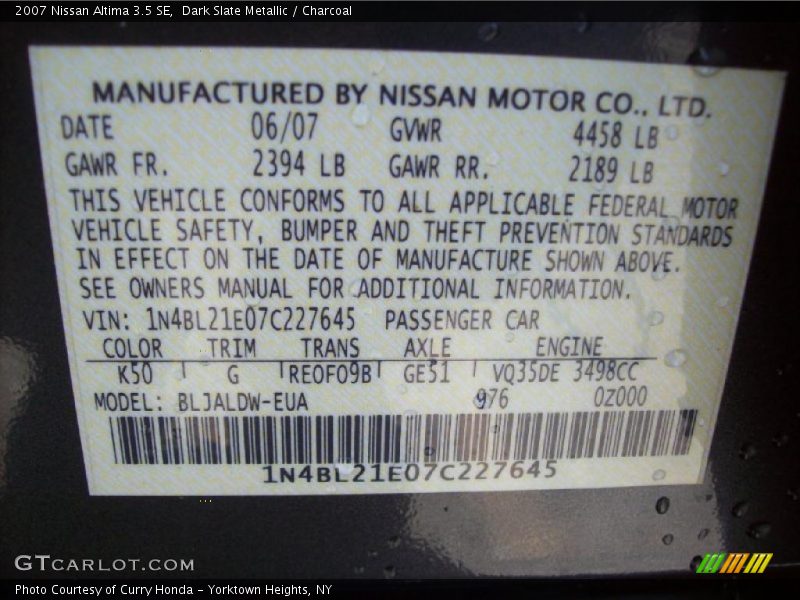 2007 Nissan Altima 3.5 SE,  Dark Slate Metallic / Charcoal
MANUFACTURED BY NISSAN MOTOR CO., LTD.
DATE 06/07 GVWR 4458 LB
GAWR FR. 2394 LB GAWR RR. 2189 LB
THIS VEHICLE CONFORMS TO ALL APPLICABLE FEDERAL MOTOR
VEHICLE SAFETY, BUMPER AND THEFT PREVENTION STANDARDS
IN EFFECT ON THE DATE OF MANUFACTURE SHOWN ABOVE.
SEE OWNERS MANUAL FOR ADDITIONAL INFORMATION.
VIN: 1N4BL21E07C227645 PASSENGER CAR
COLOR TRIM TRANS AXLE ENGINE
K50 G RE0F09B GE51 VQ35DE 3498CC
MODEL: BLJALDW-EUA 976 0Z000
1N4BL21E07C227645
GTCARLOT.COM
Photo Courtesy of Curry Honda - Yorktown Heights, NY